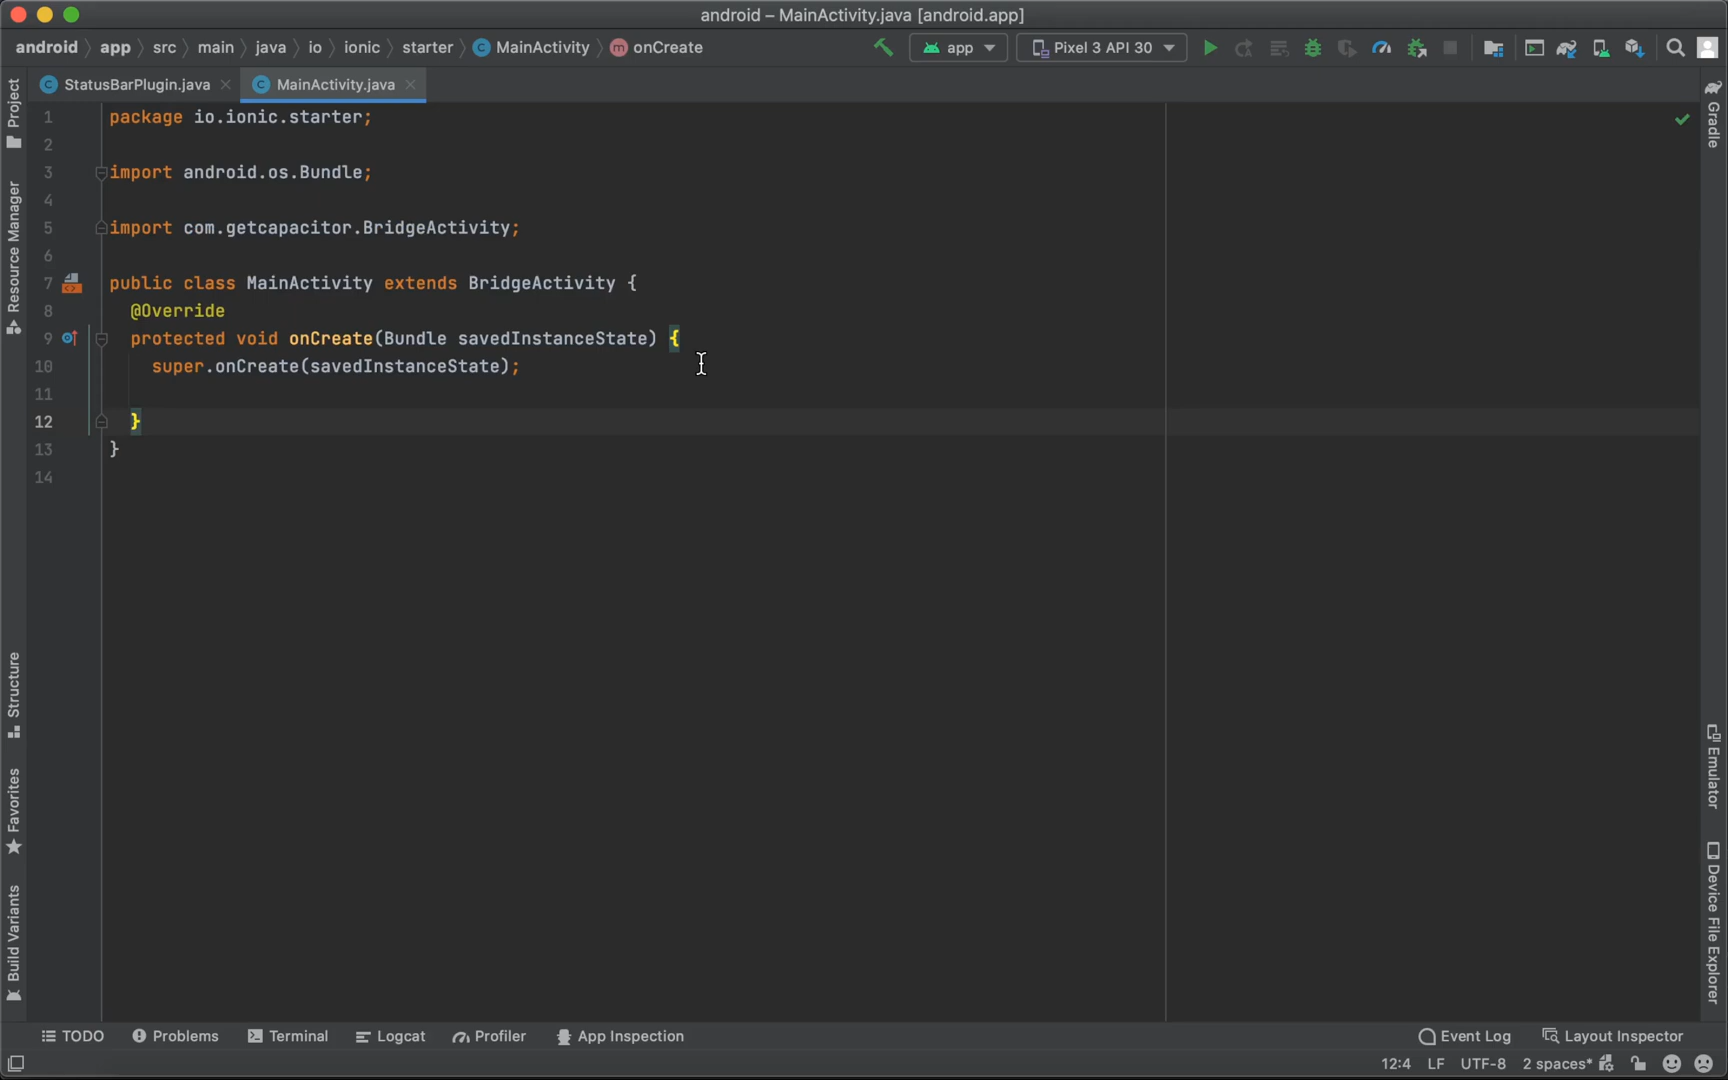 android – MainActivity.java [android.app]
android app src main java io ionic starter MainActivity onCreate app Pixel 3 API 30
StatusBarPlugin.java MainActivity.java
1 package io.ionic.starter;
2
3 import android.os.Bundle;
4
5 import com.getcapacitor.BridgeActivity;
6
7 public class MainActivity extends BridgeActivity {
8 @Override
9 protected void onCreate(Bundle savedInstanceState) {
10 super.onCreate(savedInstanceState);
11
12 }
13 }
14
Project
Resource Manager
Structure
Favorites
Build Variants
Gradle
Emulator
Device File Explorer
TODO Problems Terminal Logcat Profiler App Inspection Event Log Layout Inspector
12:4 LF UTF-8 2 spaces*